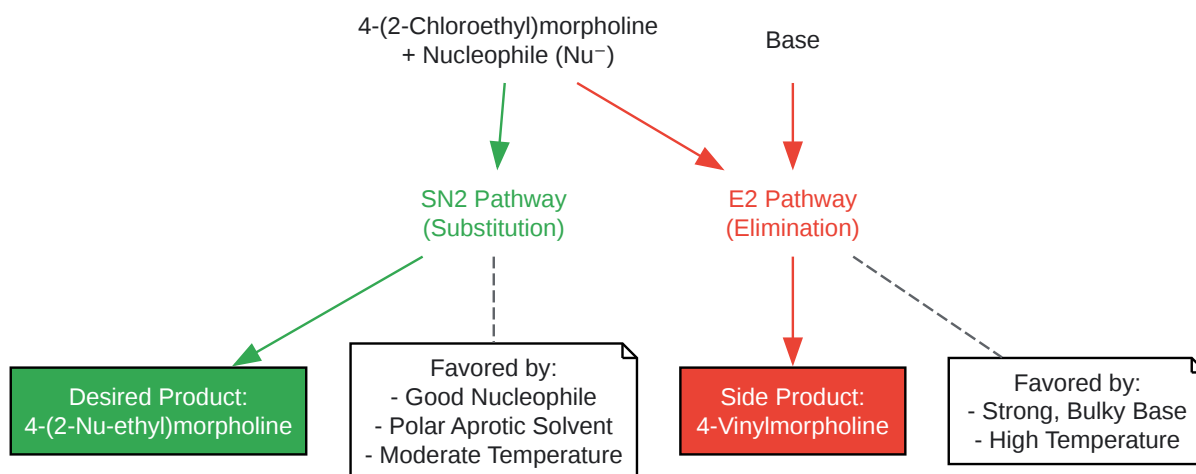 4-(2-Chloroethyl)morpholine
+ Nucleophile (Nu⁻)
Base
SN2 Pathway
(Substitution)
E2 Pathway
(Elimination)
Desired Product:
4-(2-Nu-ethyl)morpholine
Favored by:
- Good Nucleophile
- Polar Aprotic Solvent
- Moderate Temperature
Side Product:
4-Vinylmorpholine
Favored by:
- Strong, Bulky Base
- High Temperature